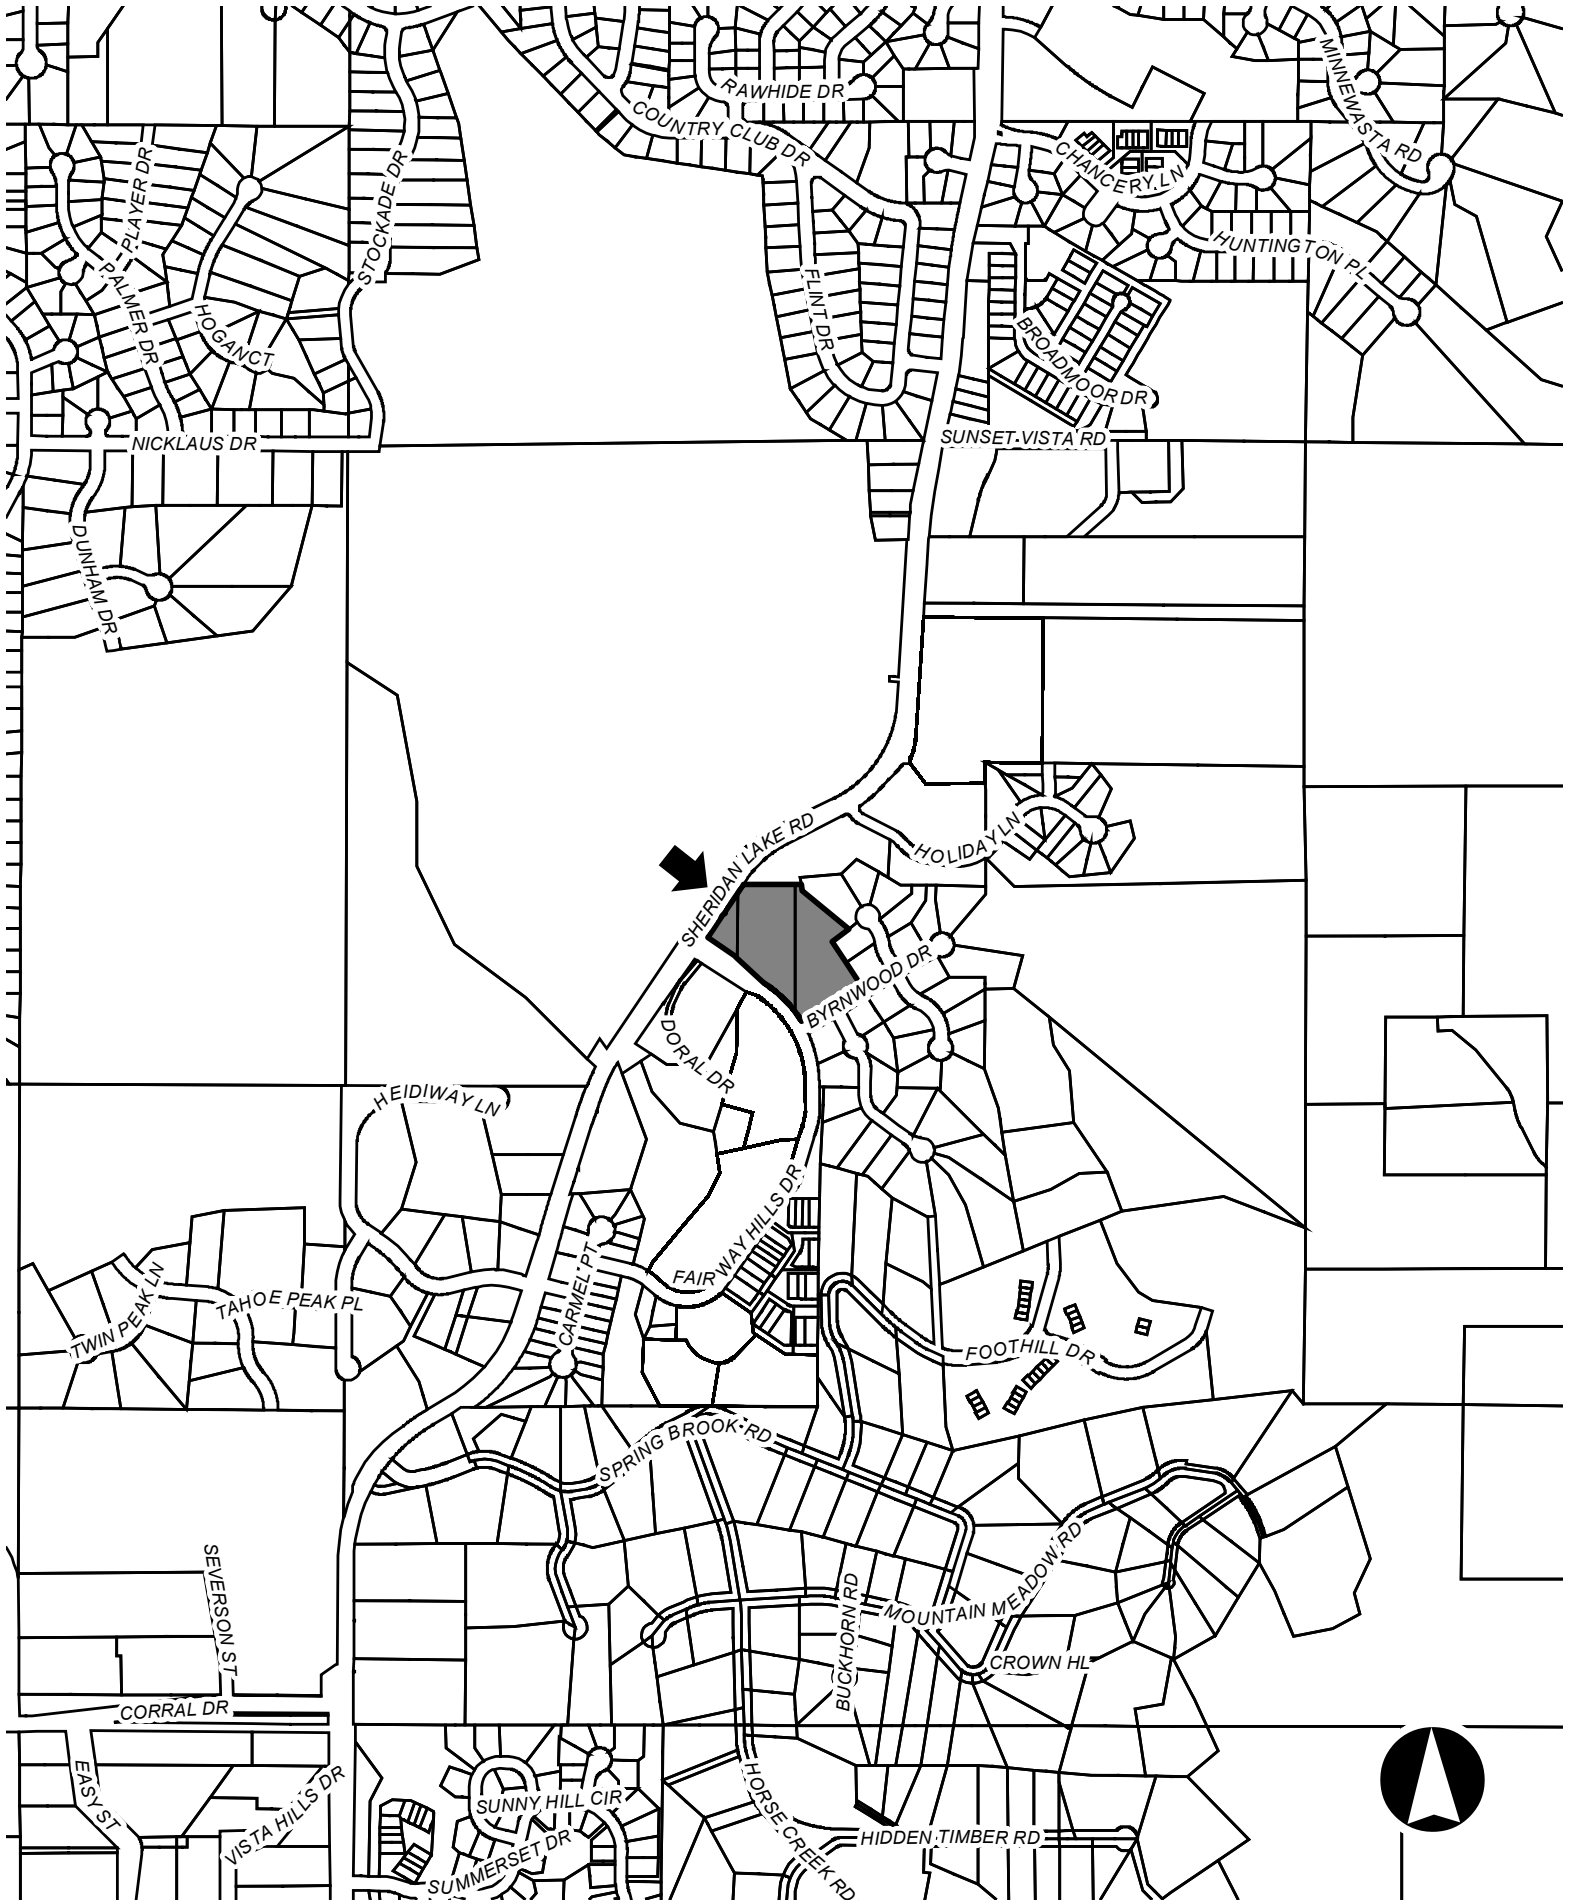 MINNEWASTA RD
RAWHIDE DR
COUNTRY CLUB DR
CHANCERY LN
PLAYER DR
STOCKADE DR
HUNTINGTON PL
PALMER DR
FLINT DR
HOGAN CT
BROADMOOR DR
NICKLAUS DR
SUNSET VISTA RD
DUNHAM DR
SHERIDAN LAKE RD
HOLIDAY LN
BYRNWOOD DR
DORAL DR
HEIDIWAY LN
FAIRWAY HILLS DR
CARMEL PT
TWIN PEAK LN
TAHOE PEAK PL
FOOTHILL DR
SPRING BROOK RD
SEVERSON ST
MOUNTAIN MEADOW RD
BUCKHORN RD
CROWN HL
CORRAL DR
EASY ST
VISTA HILLS DR
SUNNY HILL CIR
HORSE CREEK RD
HIDDEN TIMBER RD
SUMMERSET DR